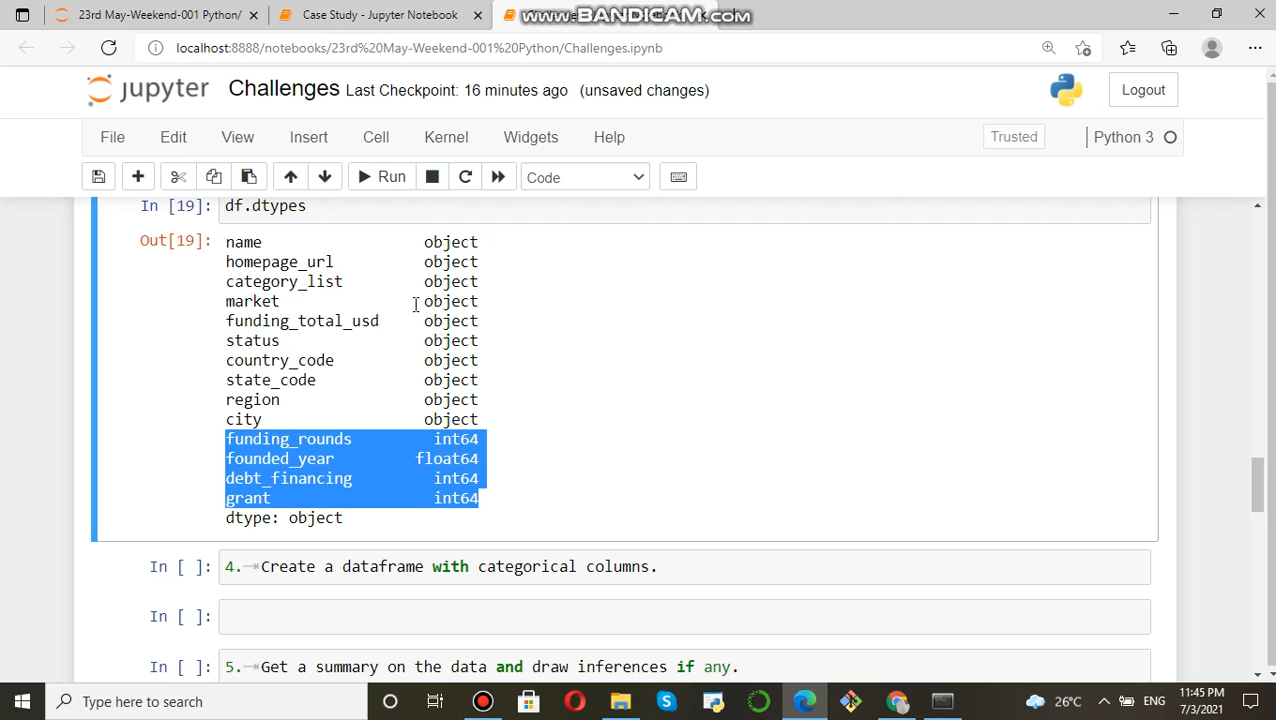 23rd May-Weekend-001 Python/
Case Study - Jupyter Notebook
www.BANDICAM.com
localhost:8888/notebooks/23rd%20May-Weekend-001%20Python/Challenges.ipynb
jupyter Challenges Last Checkpoint: 16 minutes ago (unsaved changes) Logout
File Edit View Insert Cell Kernel Widgets Help Trusted Python 3
Run Code
In [19]: df.dtypes
Out[19]: name object
homepage_url object
category_list object
market object
funding_total_usd object
status object
country_code object
state_code object
region object
city object
funding_rounds int64
founded_year float64
debt_financing int64
grant int64
dtype: object
In [ ]: 4. Create a dataframe with categorical columns.
In [ ]:
In [ ]: 5. Get a summary on the data and draw inferences if any.
Type here to search
26°C ENG
11:45 PM
7/3/2021